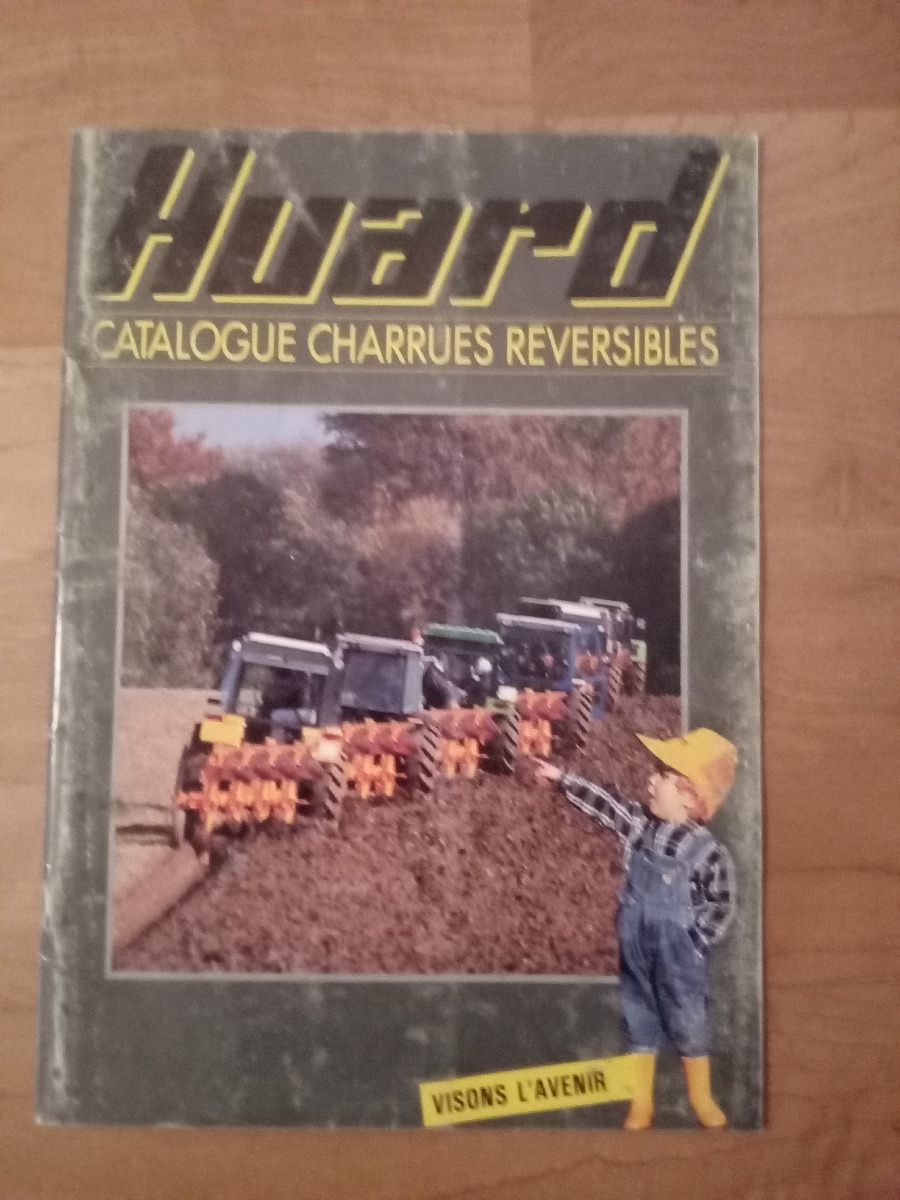 Huard
CATALOGUE CHARRUES REVERSIBLES
VISONS L'AVENIR